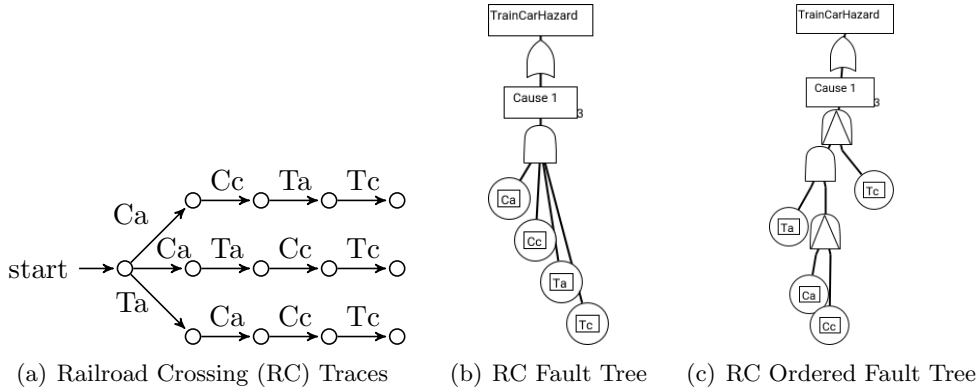 Cc Ta Tc
Ca
start Ca Ta Cc Tc
Ta
Ca Cc Tc
(a) Railroad Crossing (RC) Traces
TrainCarHazard
Cause 1
3
Ca
Cc
Ta
Tc
(b) RC Fault Tree
TrainCarHazard
Cause 1
3
Tc
Ta
Ca
Cc
(c) RC Ordered Fault Tree